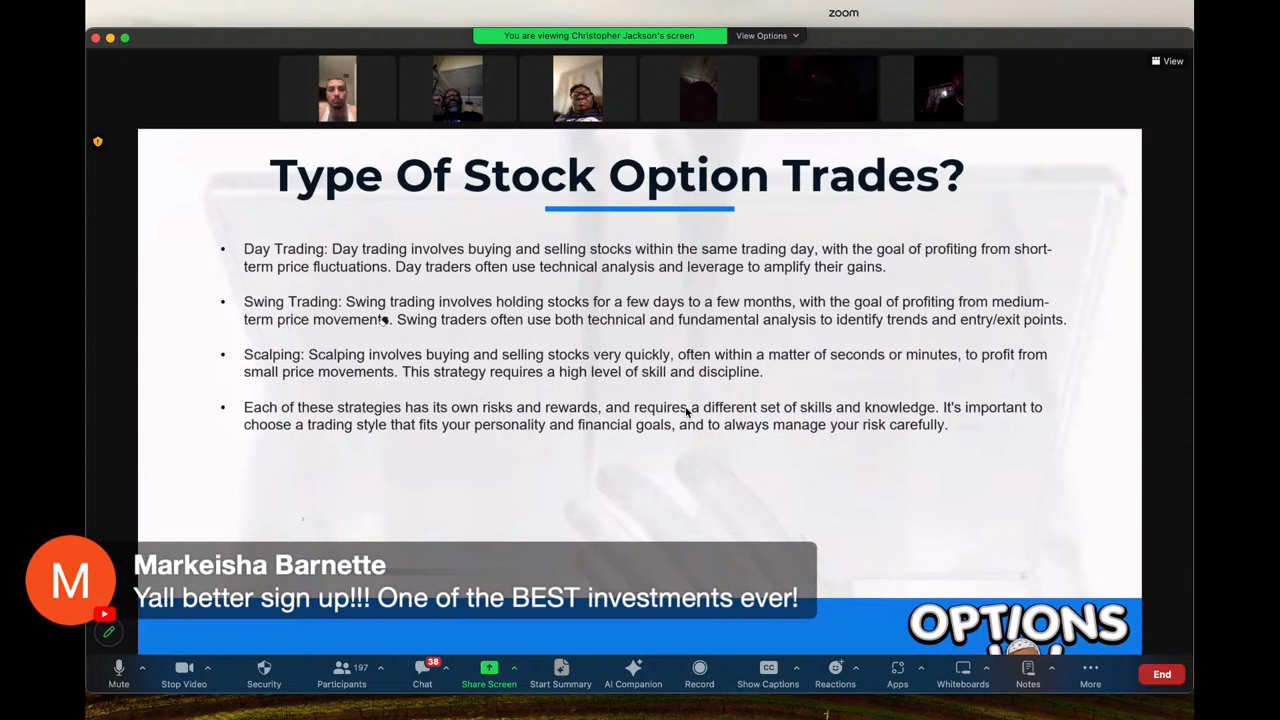 zoom
You are viewing Christopher Jackson's screen
View Options
View
Type Of Stock Option Trades?
• Day Trading: Day trading involves buying and selling stocks within the same trading day, with the goal of profiting from short-
term price fluctuations. Day traders often use technical analysis and leverage to amplify their gains.
• Swing Trading: Swing trading involves holding stocks for a few days to a few months, with the goal of profiting from medium-
term price movements. Swing traders often use both technical and fundamental analysis to identify trends and entry/exit points.
• Scalping: Scalping involves buying and selling stocks very quickly, often within a matter of seconds or minutes, to profit from
small price movements. This strategy requires a high level of skill and discipline.
• Each of these strategies has its own risks and rewards, and requires a different set of skills and knowledge. It's important to
choose a trading style that fits your personality and financial goals, and to always manage your risk carefully.
M
Markeisha Barnette
Yall better sign up!!! One of the BEST investments ever!
OPTIONS
197
38
CC
Mute
Stop Video
Security
Participants
Chat
Share Screen
Start Summary
AI Companion
Record
Show Captions
Reactions
Apps
Whiteboards
Notes
More
End